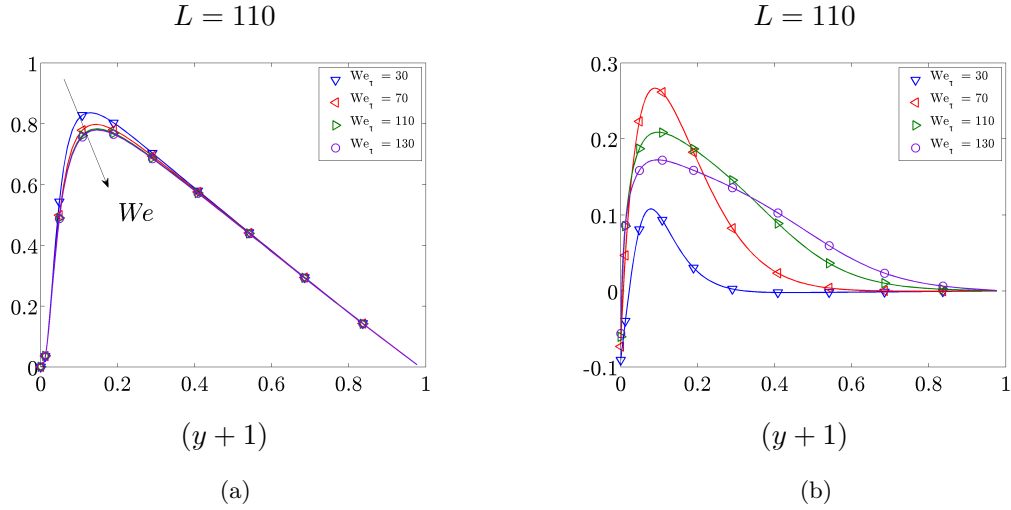 L = 110
1
0.8
0.6
0.4
0.2
0
0 0.2 0.4 0.6 0.8 1
We_τ = 30
We_τ = 70
We_τ = 110
We_τ = 130
We
(y + 1)
(a)
L = 110
0.3
0.2
0.1
0
-0.1
0 0.2 0.4 0.6 0.8 1
We_τ = 30
We_τ = 70
We_τ = 110
We_τ = 130
(y + 1)
(b)